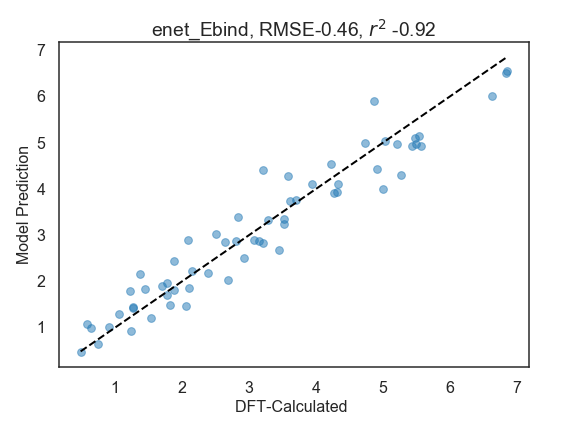 enet_Ebind, RMSE-0.46, r² -0.92
7
6
5
4
3
2
1
Model Prediction
1 2 3 4 5 6 7
DFT-Calculated